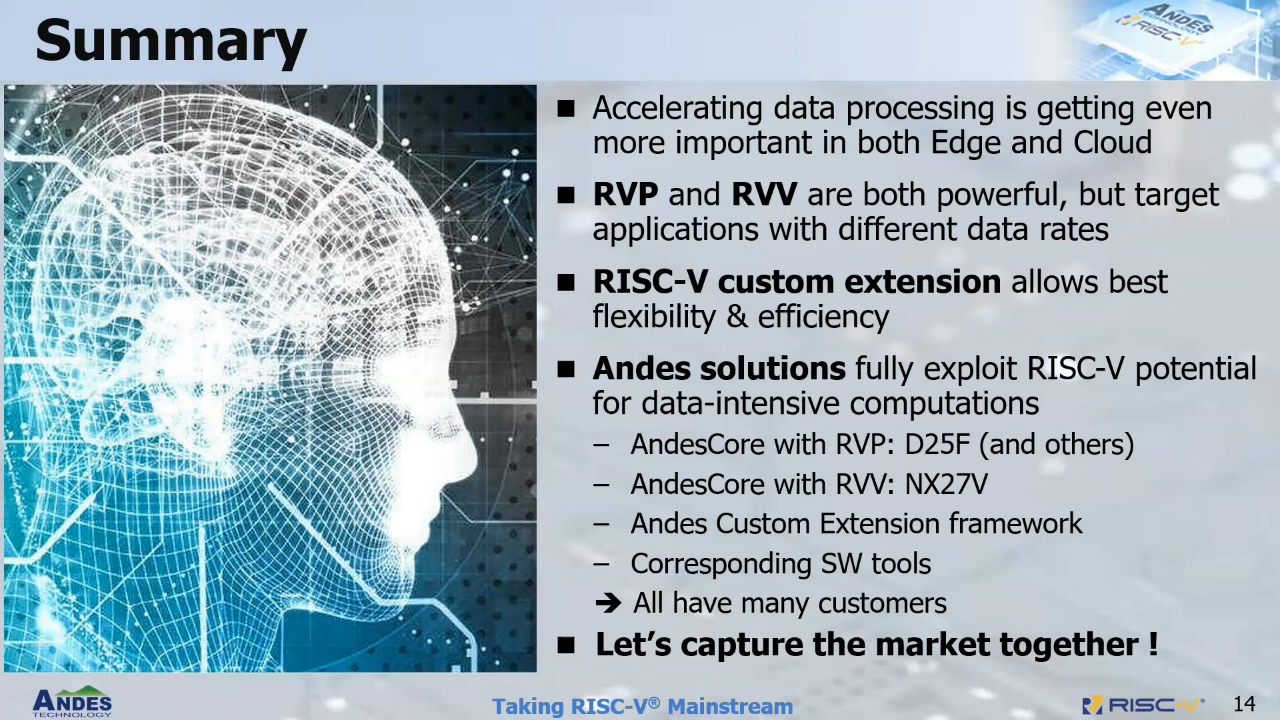 Summary
ANDES
TECHNOLOGY
RISC-V
■ Accelerating data processing is getting even
more important in both Edge and Cloud
■ RVP and RVV are both powerful, but target
applications with different data rates
■ RISC-V custom extension allows best
flexibility & efficiency
■ Andes solutions fully exploit RISC-V potential
for data-intensive computations
– AndesCore with RVP: D25F (and others)
– AndesCore with RVV: NX27V
– Andes Custom Extension framework
– Corresponding SW tools
➔ All have many customers
■ Let’s capture the market together !
ANDES
TECHNOLOGY
Taking RISC-V® Mainstream
RISC-V®
14